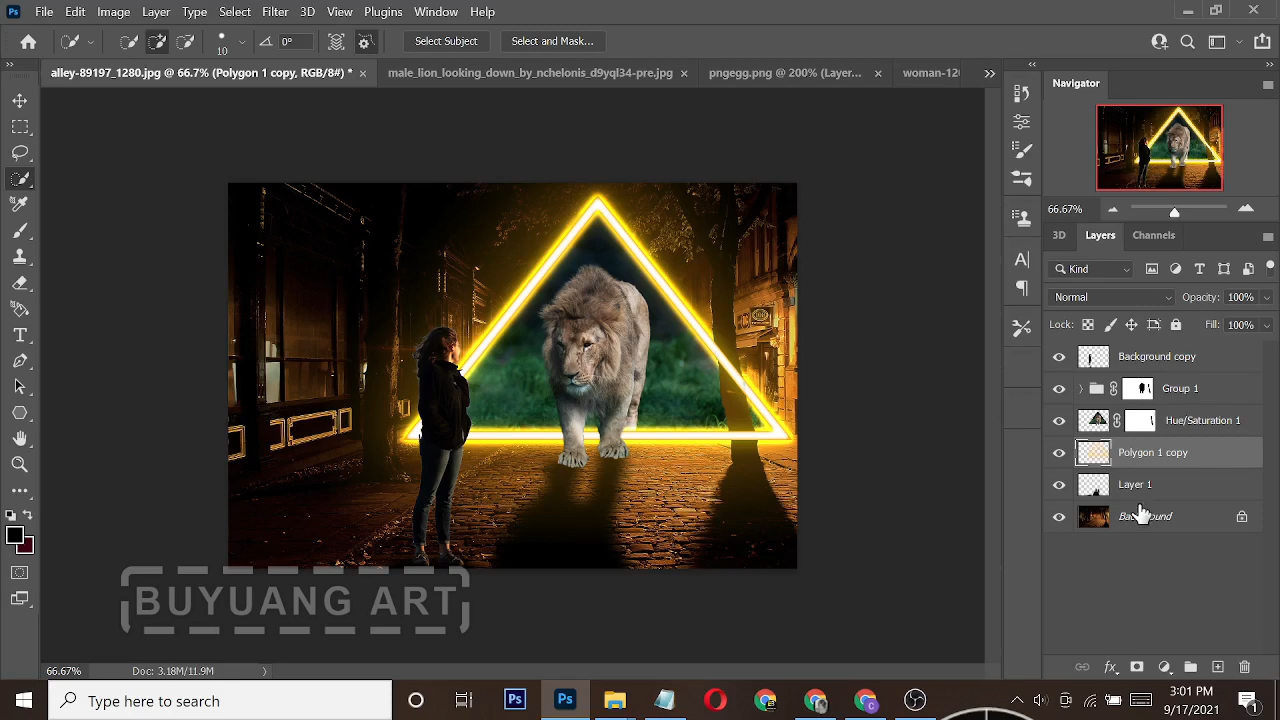 File Edit Image Layer Type Select Filter 3D View Plugins Window Help
10 0° Select Subject Select and Mask...
alley-89197_1280.jpg @ 66.7% (Polygon 1 copy, RGB/8#) * × male_lion_looking_down_by_nchelonis_d9yql34-pre.jpg × pngegg.png @ 200% (Layer... × woman-120
Navigator
66.67%
3D Layers Channels
Kind
Normal Opacity: 100%
Lock: Fill: 100%
Background copy
Group 1
Hue/Saturation 1
Polygon 1 copy
Layer 1
Background
BUYUANG ART
66.67% Doc: 3.18M/11.9M
Type here to search
3:01 PM
9/17/2021
1